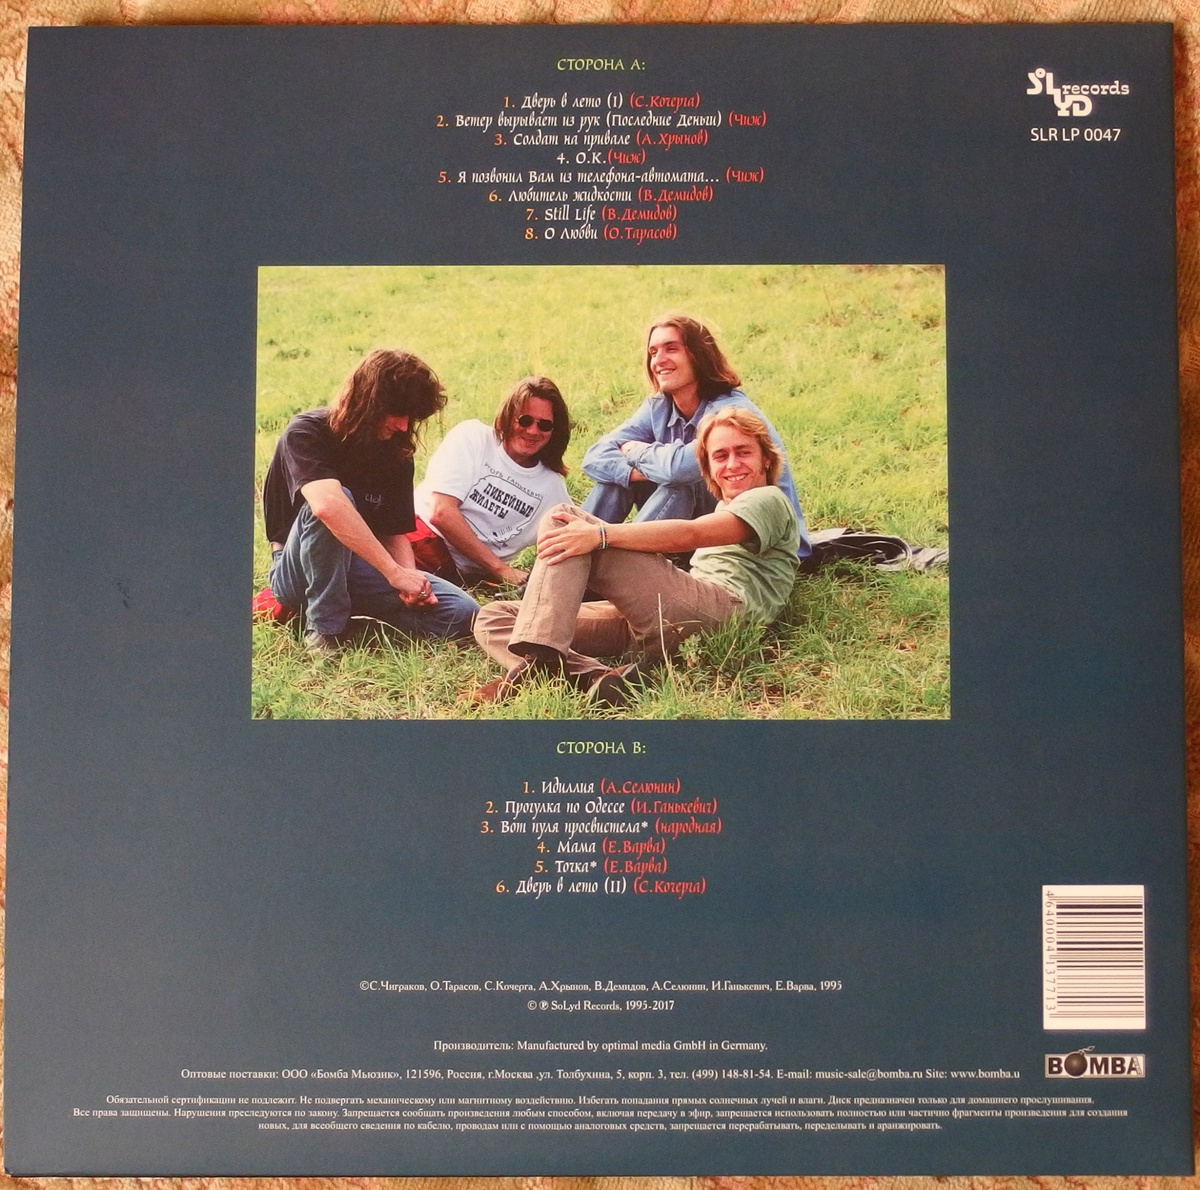 СТОРОНА А:
1. Дверь в лето (I) (С.Кочерга)
2. Ветер вырывает из рук (Последние Деньги) (Чиж)
3. Солдат на привале (А.Хрынов)
4. О.К.(Чиж)
5. Я позвонил Вам из телефона-автомата... (Чиж)
6. Любитель жидкости (В.Демидов)
7. Still Life (В.Демидов)
8. О Любви (О.Тарасов)
SoLYD records
SLR LP 0047
ПИКЕЙНЫЕ
ЖИЛЕТЫ
СТОРОНА В:
1. Идиллия (А.Селюнин)
2. Прогулка по Одессе (И.Ганькевич)
3. Вот пуля просвистела* (народная)
4. Мама (Е.Варва)
5. Точка* (Е.Варва)
6. Дверь в лето (II) (С.Кочерга)
4640004137713
©С.Чиграков, О.Тарасов, С.Кочерга, А.Хрынов, В.Демидов, А.Селюнин, И.Ганькевич, Е.Варва, 1995
© ℗ SoLyd Records, 1995-2017
Производитель: Manufactured by optimal media GmbH in Germany.
BOMBA
Оптовые поставки: ООО «Бомба Мьюзик», 121596, Россия, г.Москва ,ул. Толбухина, 5, корп. 3, тел. (499) 148-81-54. E-mail: music-sale@bomba.ru Site: www.bomba.u
Обязательной сертификации не подлежит. Не подвергать механическому или магнитному воздействию. Избегать попадания прямых солнечных лучей и влаги. Диск предназначен только для домашнего прослушивания.
Все права защищены. Нарушения преследуются по закону. Запрещается сообщать произведения любым способом, включая передачу в эфир, запрещается использовать полностью или частично фрагменты произведения для создания
новых, для всеобщего сведения по кабелю, проводам или с помощью аналоговых средств, запрещается перерабатывать, переделывать и аранжировать.